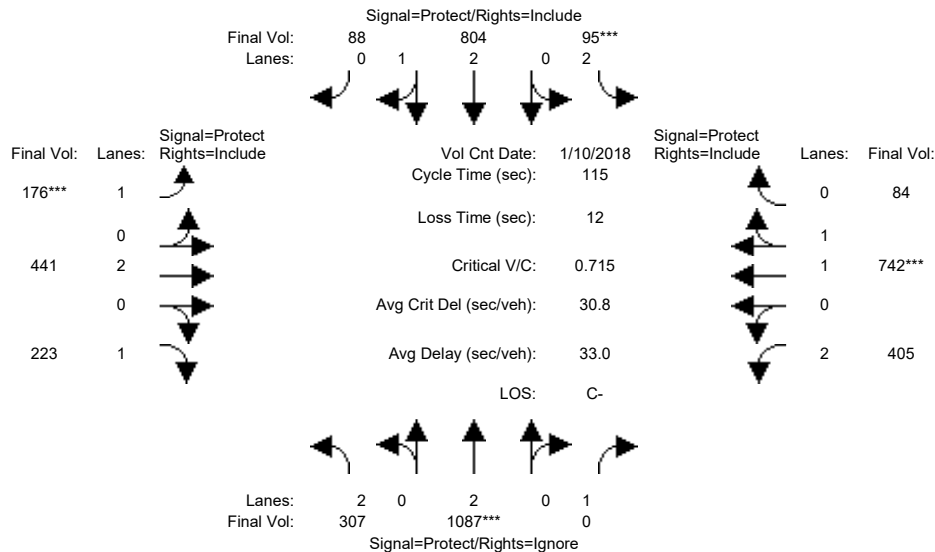 Signal=Protect/Rights=Include
Final Vol: 88 804 95***
Lanes: 0 1 2 0 2
Signal=Protect
Final Vol: Lanes: Rights=Include
Vol Cnt Date: 1/10/2018
Signal=Protect
Rights=Include Lanes: Final Vol:
Cycle Time (sec): 115
176*** 1
0 84
Loss Time (sec): 12
0
1
441 2
Critical V/C: 0.715
1 742***
0
Avg Crit Del (sec/veh): 30.8
0
223 1
Avg Delay (sec/veh): 33.0
2 405
LOS: C-
Lanes: 2 0 2 0 1
Final Vol: 307 1087*** 0
Signal=Protect/Rights=Ignore